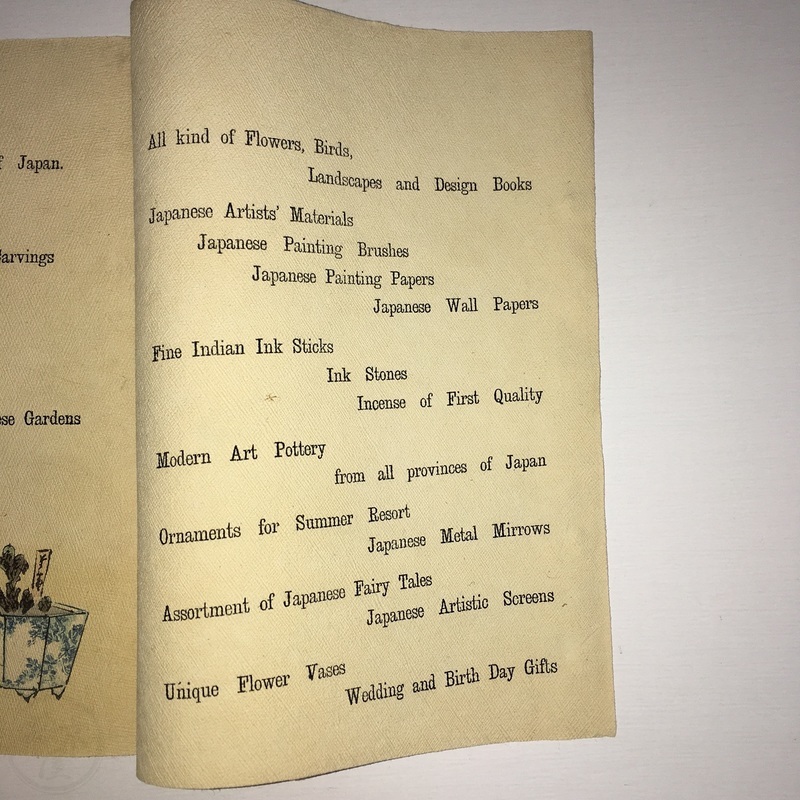 Japan.
arvings
Gardens
All kind of Flowers, Birds,
Landscapes and Design Books
Japanese Artists' Materials
Japanese Painting Brushes
Japanese Painting Papers
Japanese Wall Papers
Fine Indian Ink Sticks
Ink Stones
Incense of First Quality
Modern Art Pottery
from all provinces of Japan
Ornaments for Summer Resort
Japanese Metal Mirrows
Assortment of Japanese Fairy Tales
Japanese Artistic Screens
Unique Flower Vases
Wedding and Birth Day Gifts